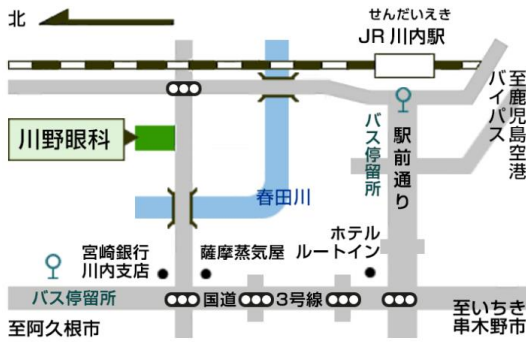 北
せんだいえき
JR川内駅
至鹿児島空港
バイパス
川野眼科
バス停留所
駅前通り
春田川
ホテル
ルートイン
宮崎銀行
川内支店
薩摩蒸気屋
バス停留所
国道
3号線
至阿久根市
至いちき
串木野市